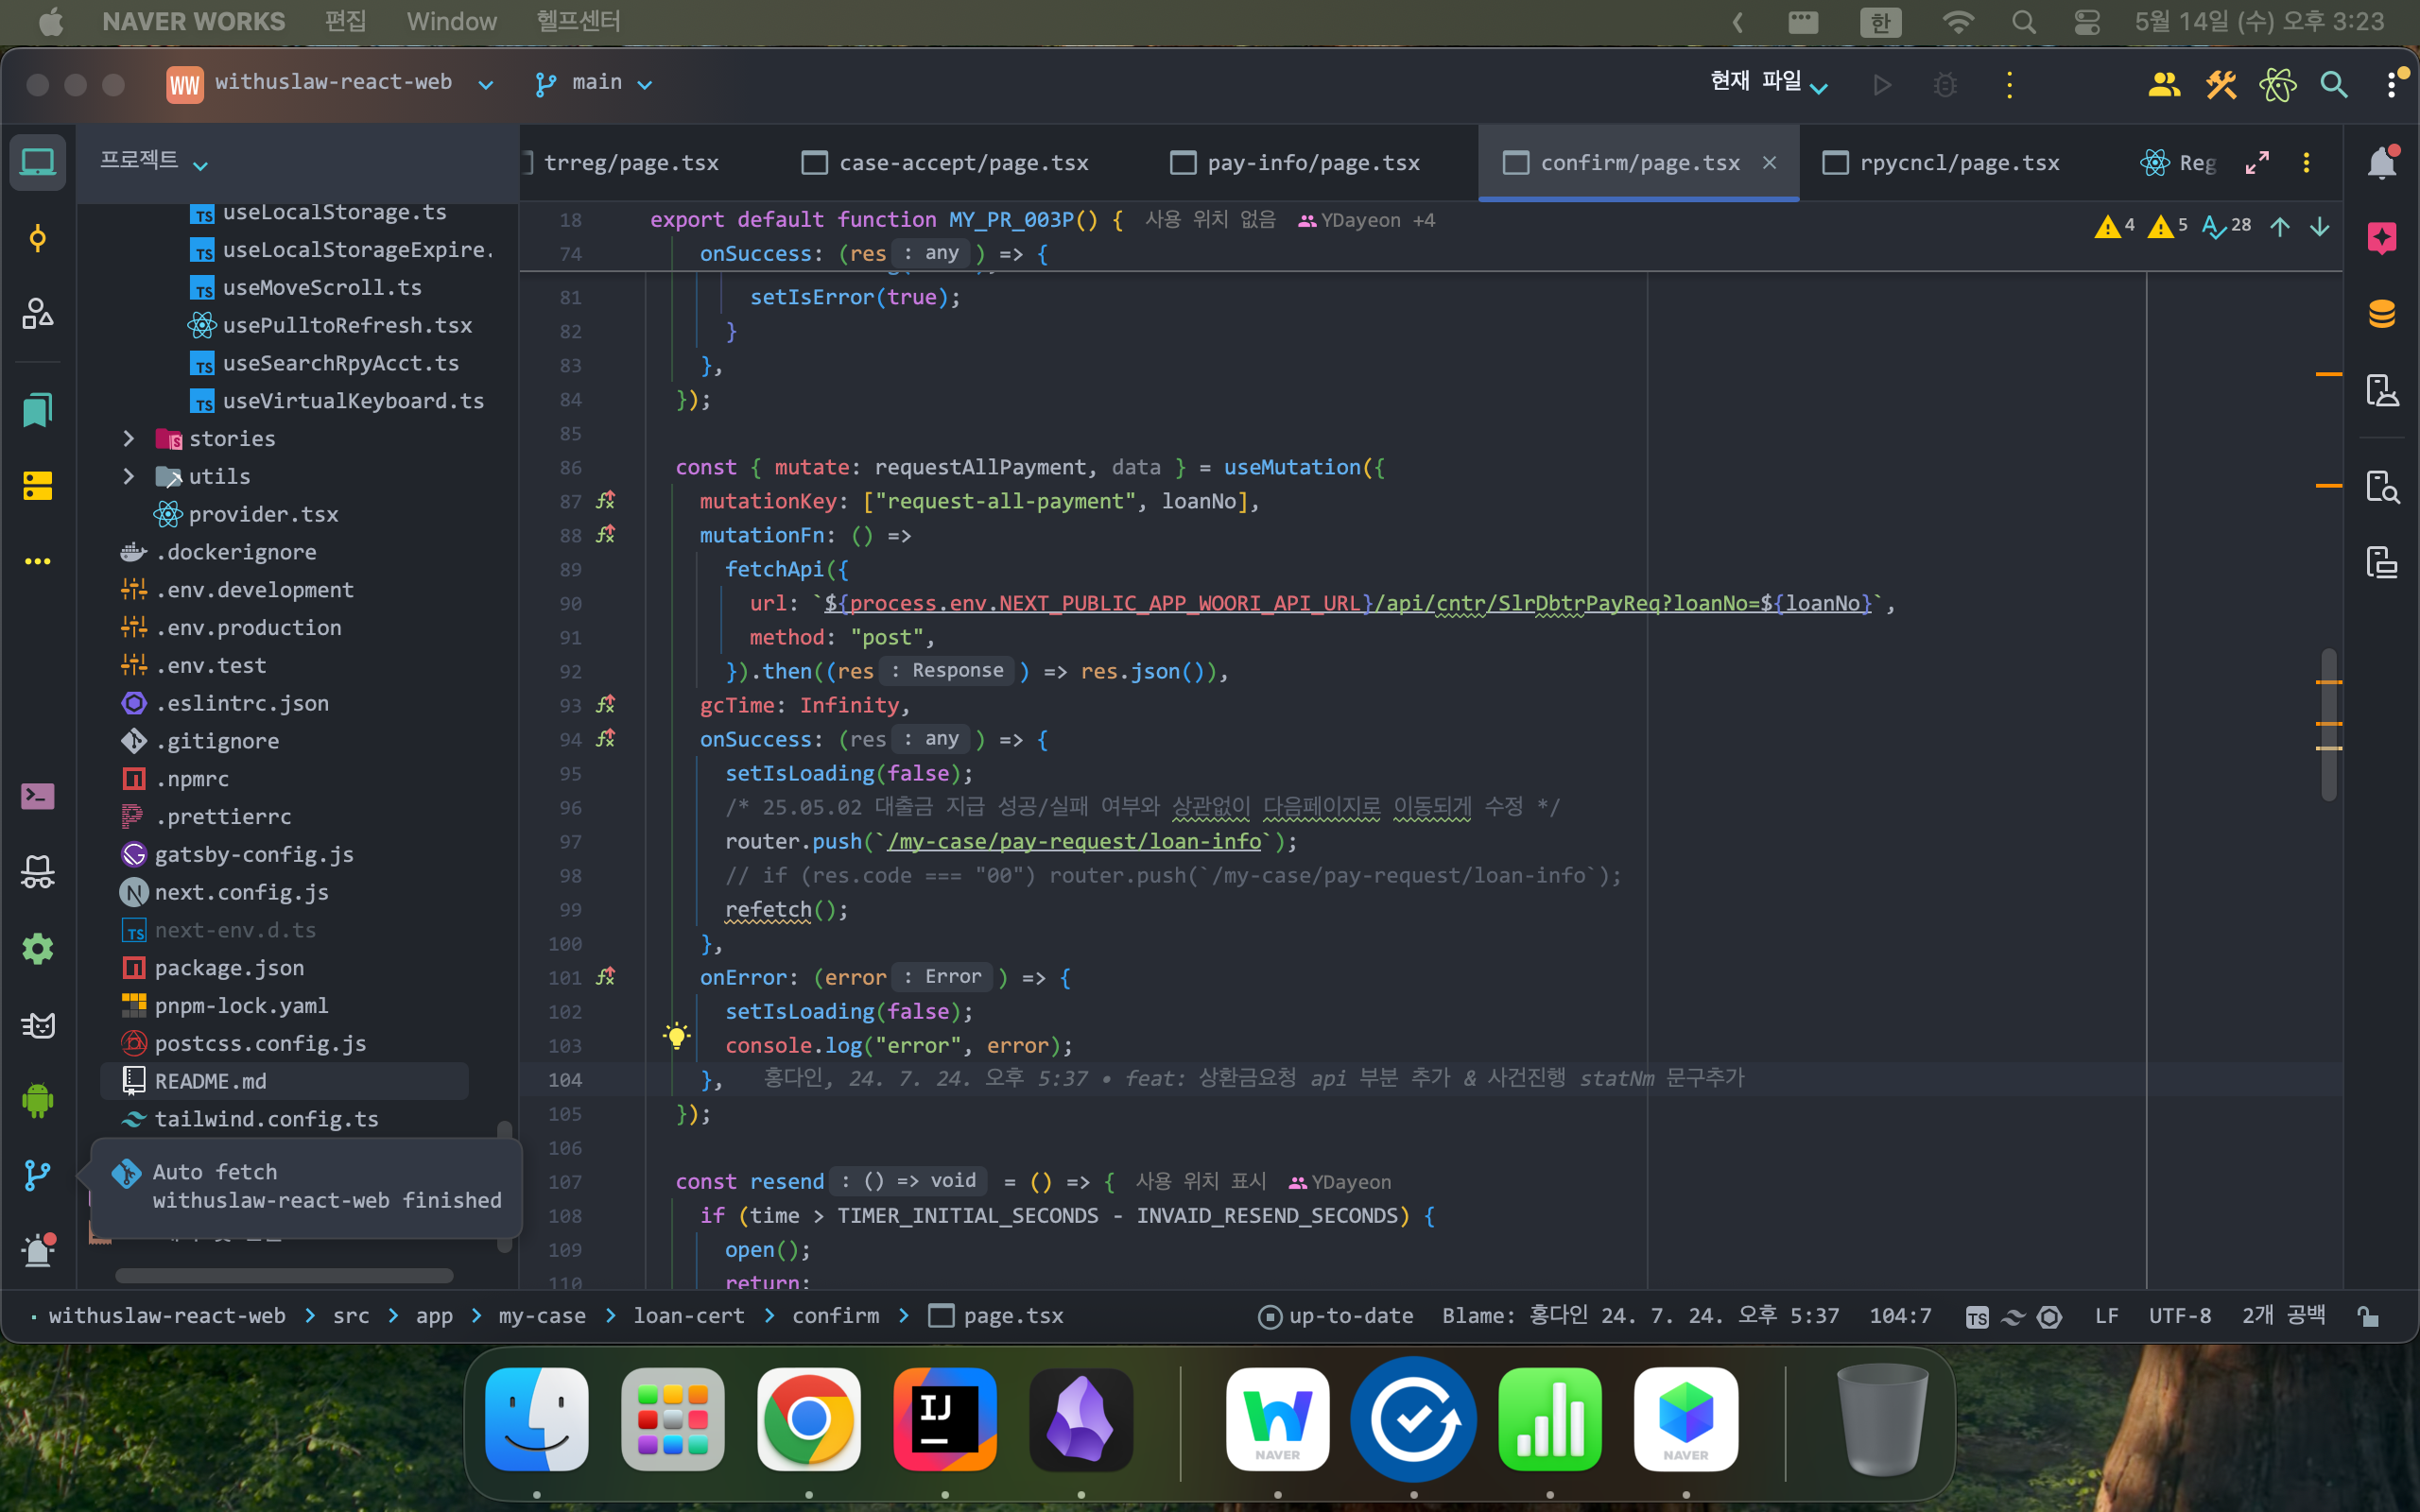 NAVER WORKS 편집 Window 헬프센터 한 5월 14일 (수) 오후 3:23
WW withuslaw-react-web main 현재 파일
프로젝트
trreg/page.tsx case-accept/page.tsx pay-info/page.tsx confirm/page.tsx × rpycncl/page.tsx Reg
useLocalStorage.ts
useLocalStorageExpire.
useMoveScroll.ts
usePulltoRefresh.tsx
useSearchRpyAcct.ts
useVirtualKeyboard.ts
stories
utils
provider.tsx
.dockerignore
.env.development
.env.production
.env.test
.eslintrc.json
.gitignore
.npmrc
.prettierrc
gatsby-config.js
next.config.js
next-env.d.ts
package.json
pnpm-lock.yaml
postcss.config.js
README.md
tailwind.config.ts
Auto fetch
withuslaw-react-web finished
18 export default function MY_PR_003P() { 사용 위치 없음 YDayeon +4
4 5 28
74 onSuccess: (res : any ) => {
81 setIsError(true);
82 }
83 },
84 });
85
86 const { mutate: requestAllPayment, data } = useMutation({
87 mutationKey: ["request-all-payment", loanNo],
88 mutationFn: () =>
89 fetchApi({
90 url: `${process.env.NEXT_PUBLIC_APP_WOORI_API_URL}/api/cntr/SlrDbtrPayReq?loanNo=${loanNo}`,
91 method: "post",
92 }).then((res : Response ) => res.json()),
93 gcTime: Infinity,
94 onSuccess: (res : any ) => {
95 setIsLoading(false);
96 /* 25.05.02 대출금 지급 성공/실패 여부와 상관없이 다음페이지로 이동되게 수정 */
97 router.push(`/my-case/pay-request/loan-info`);
98 // if (res.code === "00") router.push(`/my-case/pay-request/loan-info`);
99 refetch();
100 },
101 onError: (error : Error ) => {
102 setIsLoading(false);
103 console.log("error", error);
104 }, 홍다인, 24. 7. 24. 오후 5:37 • feat: 상환금요청 api 부분 추가 & 사건진행 statNm 문구추가
105 });
106
107 const resend : () => void = () => { 사용 위치 표시 YDayeon
108 if (time > TIMER_INITIAL_SECONDS - INVAID_RESEND_SECONDS) {
109 open();
110 return;
withuslaw-react-web > src > app > my-case > loan-cert > confirm > page.tsx up-to-date Blame: 홍다인 24. 7. 24. 오후 5:37 104:7 TS LF UTF-8 2개 공백
IJ NAVER NAVER